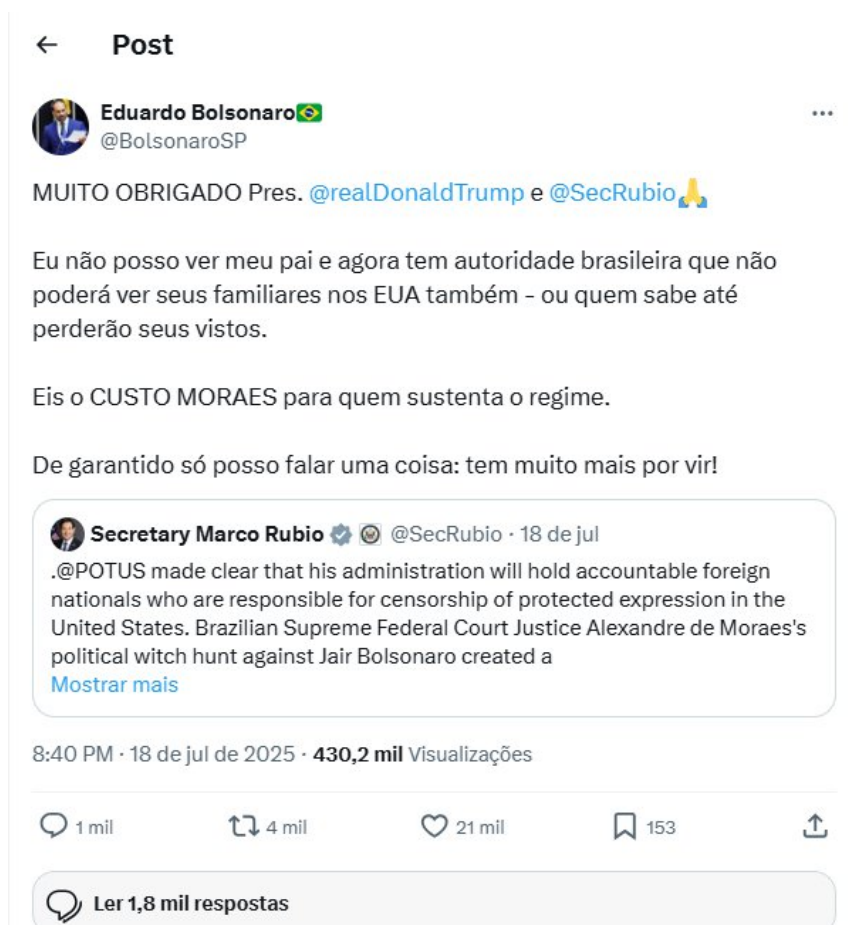 Post
Eduardo Bolsonaro🇧🇷
@BolsonaroSP
MUITO OBRIGADO Pres. @realDonaldTrump e @SecRubio🙏
Eu não posso ver meu pai e agora tem autoridade brasileira que não
poderá ver seus familiares nos EUA também - ou quem sabe até
perderão seus vistos.
Eis o CUSTO MORAES para quem sustenta o regime.
De garantido só posso falar uma coisa: tem muito mais por vir!
Secretary Marco Rubio @SecRubio · 18 de jul
.@POTUS made clear that his administration will hold accountable foreign
nationals who are responsible for censorship of protected expression in the
United States. Brazilian Supreme Federal Court Justice Alexandre de Moraes's
political witch hunt against Jair Bolsonaro created a
Mostrar mais
8:40 PM · 18 de jul de 2025 · 430,2 mil Visualizações
1 mil 4 mil 21 mil 153
Ler 1,8 mil respostas